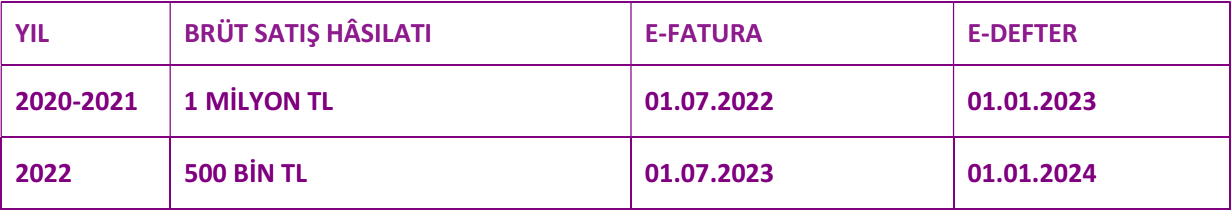 YIL BRÜT SATIŞ HÂSILATI E-FATURA E-DEFTER
2020-2021 1 MİLYON TL 01.07.2022 01.01.2023
2022 500 BİN TL 01.07.2023 01.01.2024